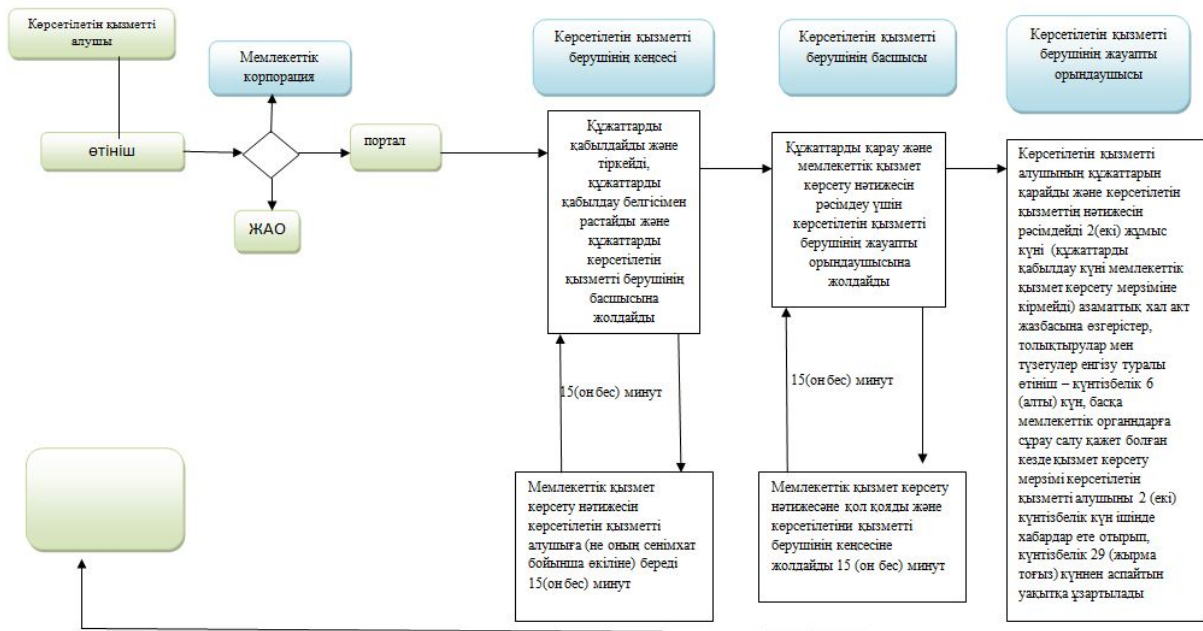 Көрсетілетін қызметті
алушы
Мемлекеттік
корпорация
Көрсетілетін қызметті
берушінің кеңсесі
Көрсетілетін қызметті
берушінің басшысы
Көрсетілетін қызметті
берушінің жауапты
орындаушысы
өтініш
портал
ЖАО
Құжаттарды
қабылдайды және
тіркейді,
құжаттарды
қабылдау белгісімен
растайды және
құжаттарды
көрсетілетін
қызметті берушінің
басшысына
жолдайды
Құжаттарды қарау және
мемлекеттік қызмет
көрсету нәтижесін
рәсімдеу үшін
көрсетілетін қызметті
берушінің жауапты
орындаушысына
жолдайды
Көрсетілетін қызметті
алушының құжаттарын
қарайды және көрсетілетін
қызметтің нәтижесін
рәсімдейді 2(екі) жұмыс
күні (құжаттарды
қабылдау күні мемлекеттік
қызмет көрсету мерзіміне
кірмейді) азаматтық хал акт
жазбасына өзгерістер,
толықтырулар мен
түзетулер енгізу туралы
өтініш – күнтізбелік 6
(алты) күн, басқа
мемлекеттік органндарға
сұрау салу қажет болған
кезде қызмет көрсету
мерзімі көрсетілетін
қызметті алушыны 2 (екі)
күнтізбелік күн ішінде
хабардар ете отырып,
күнтізбелік 29 (жырма
тоғыз) күннен аспайтын
уақытқа ұзартылады
15(он бес) минут
15(он бес) минут
Мемлекеттік қызмет
көрсету нәтижесін
көрсетілетін қызметті
алушыға (не оның сенімхат
бойынша өкіліне) береді
15(он бес) минут
Мемлекеттік қызмет көрсету
нәтижесәне қол қояды және
көрсетілетіни қызметті
берушінің кеңсесіне
жолдайды 15 (он бес) минут